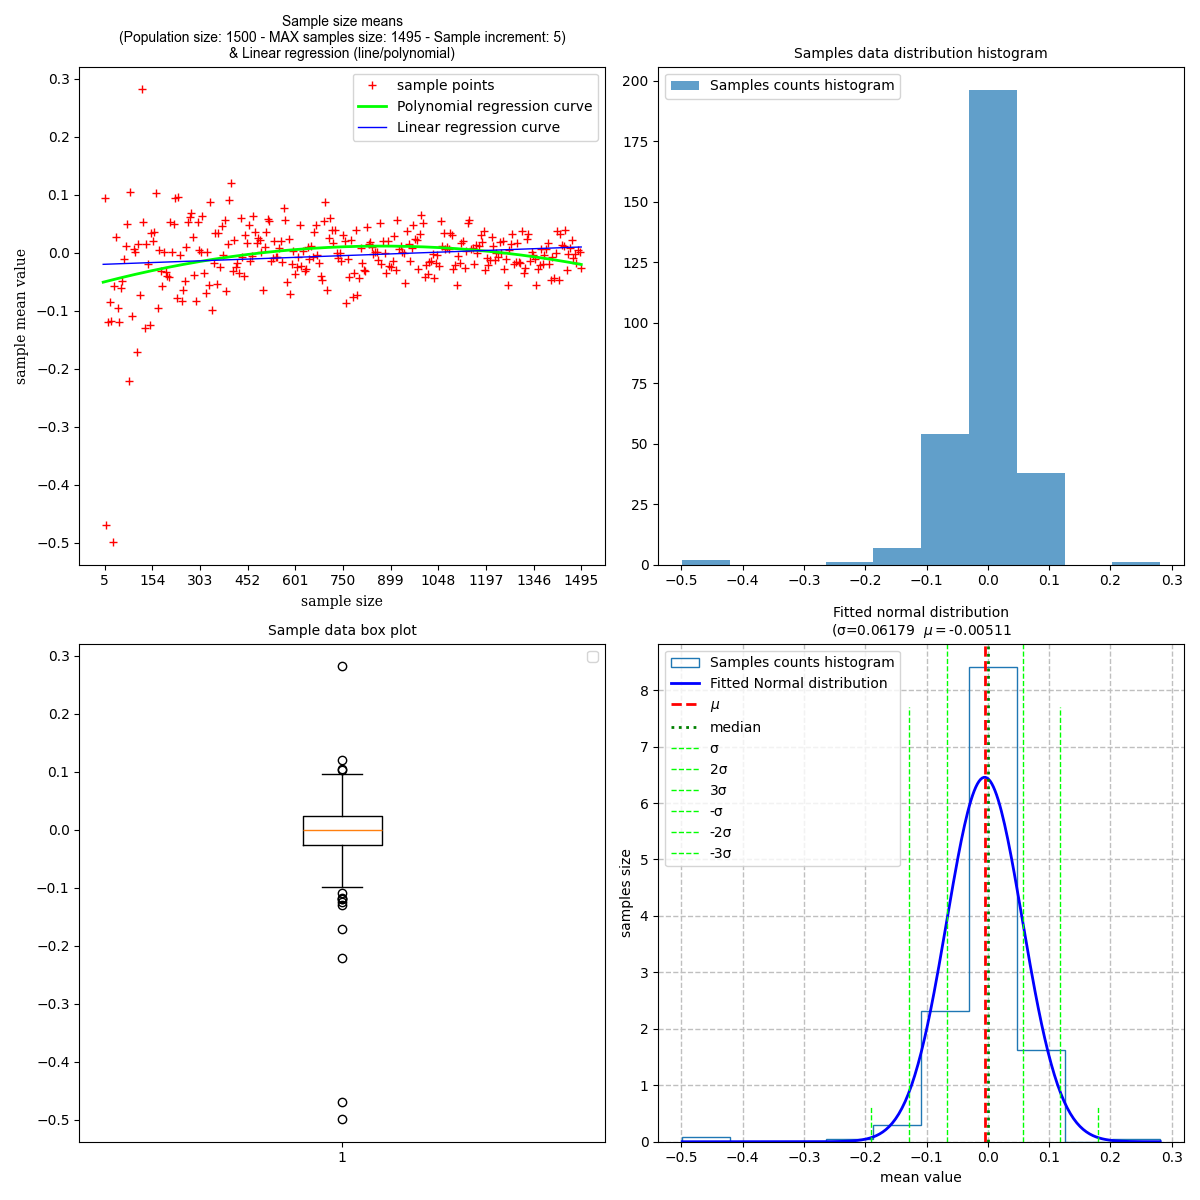 Sample size means
(Population size: 1500 - MAX samples size: 1495 - Sample increment: 5)
& Linear regression (line/polynomial)
sample points
Polynomial regression curve
Linear regression curve
0.3
0.2
0.1
0.0
−0.1
−0.2
−0.3
−0.4
−0.5
sample mean value
5 154 303 452 601 750 899 1048 1197 1346 1495
sample size
Samples data distribution histogram
Samples counts histogram
200
175
150
125
100
75
50
25
0
−0.5 −0.4 −0.3 −0.2 −0.1 0.0 0.1 0.2 0.3
Sample data box plot
0.3
0.2
0.1
0.0
−0.1
−0.2
−0.3
−0.4
−0.5
1
Fitted normal distribution
(σ=0.06179 μ = -0.00511
Samples counts histogram
Fitted Normal distribution
μ
median
σ
2σ
3σ
-σ
-2σ
-3σ
8
7
6
5
4
3
2
1
0
samples size
−0.5 −0.4 −0.3 −0.2 −0.1 0.0 0.1 0.2 0.3
mean value